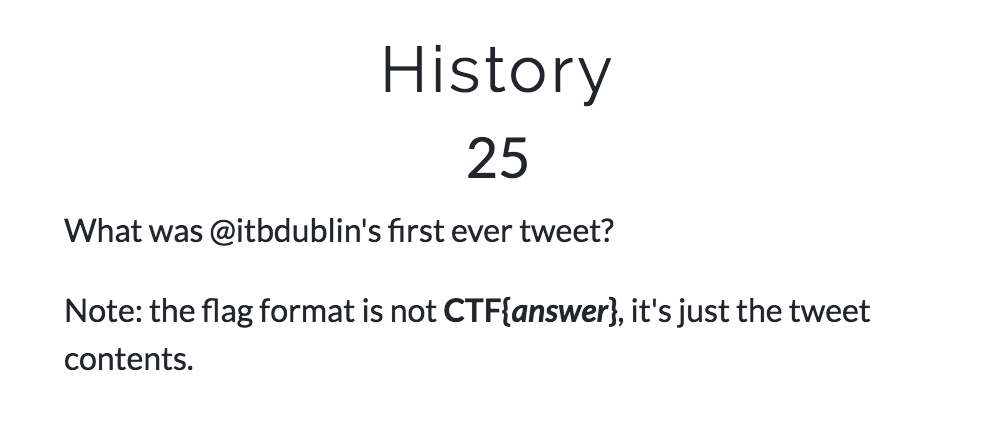 History
25
What was @itbdublin's first ever tweet?
Note: the flag format is not CTF{answer}, it's just the tweet
contents.